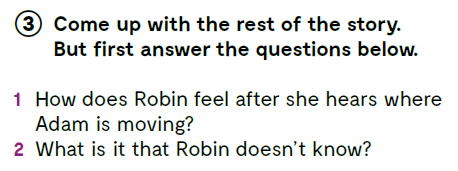 ③ Come up with the rest of the story.
But first answer the questions below.
1 How does Robin feel after she hears where
Adam is moving?
2 What is it that Robin doesn't know?